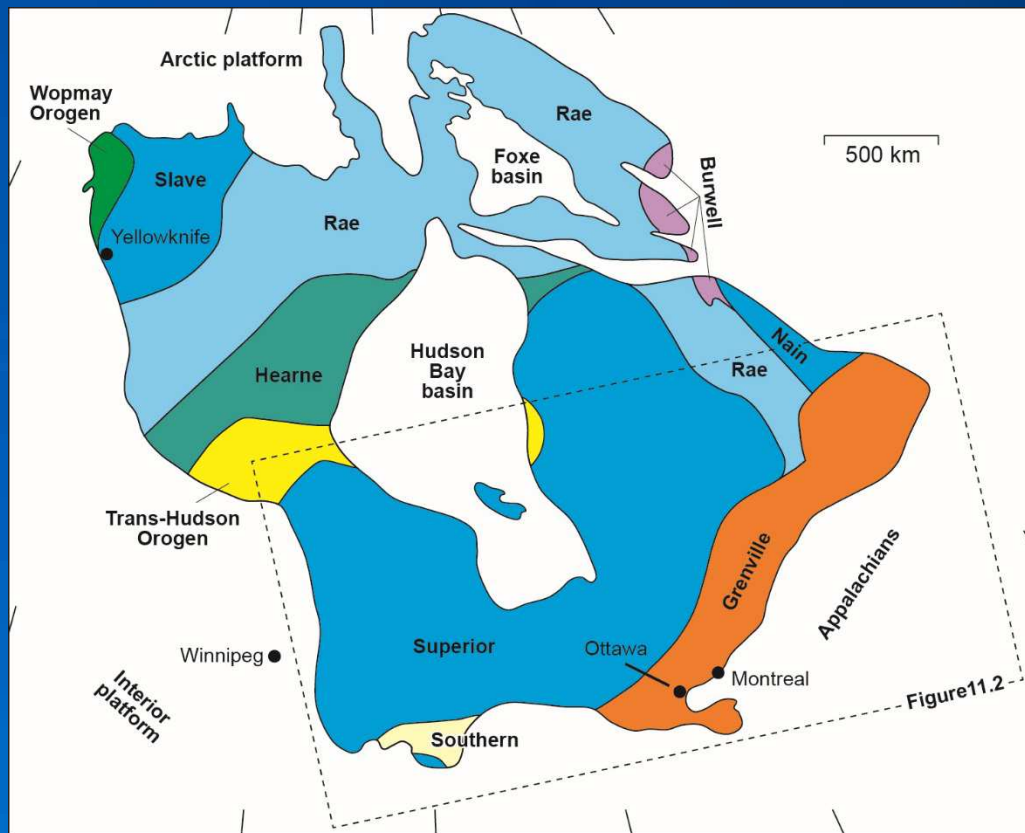 Arctic platform
Wopmay
Orogen
Rae
500 km
Slave
Foxe
basin
Burwell
Rae
Yellowknife
Nain
Hearne
Hudson
Bay
basin
Rae
Trans-Hudson
Orogen
Grenville
Appalachians
Superior
Ottawa
Winnipeg
Montreal
Interior
platform
Figure11.2
Southern